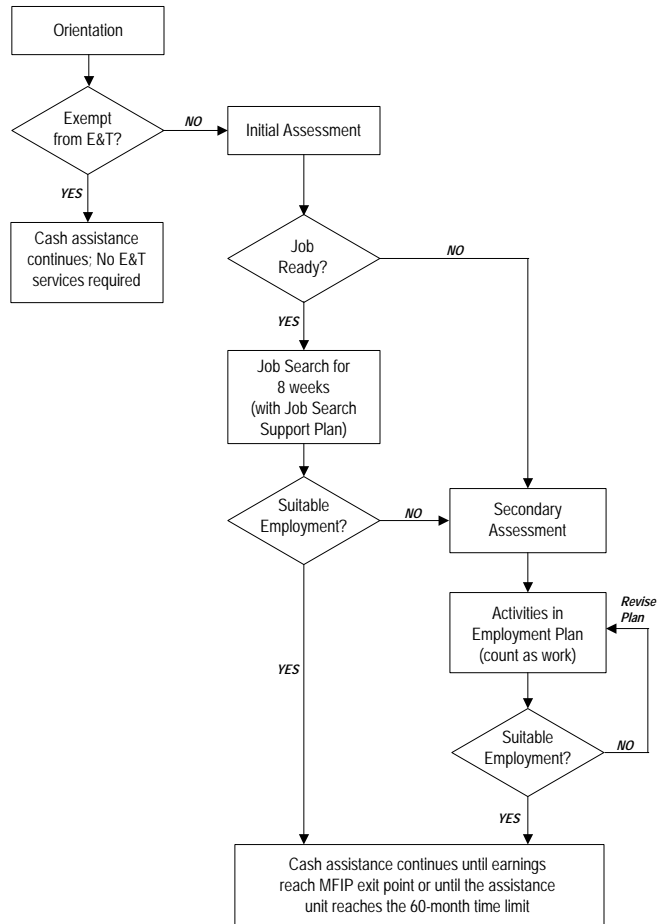 Orientation
Exempt
from E&T?
NO
Initial Assessment
YES
Cash assistance
continues; No E&T
services required
Job
Ready?
NO
YES
Job Search for
8 weeks
(with Job Search
Support Plan)
Suitable
Employment?
NO
Secondary
Assessment
Activities in
Employment Plan
(count as work)
Revise
Plan
YES
Suitable
Employment?
NO
YES
Cash assistance continues until earnings
reach MFIP exit point or until the assistance
unit reaches the 60-month time limit